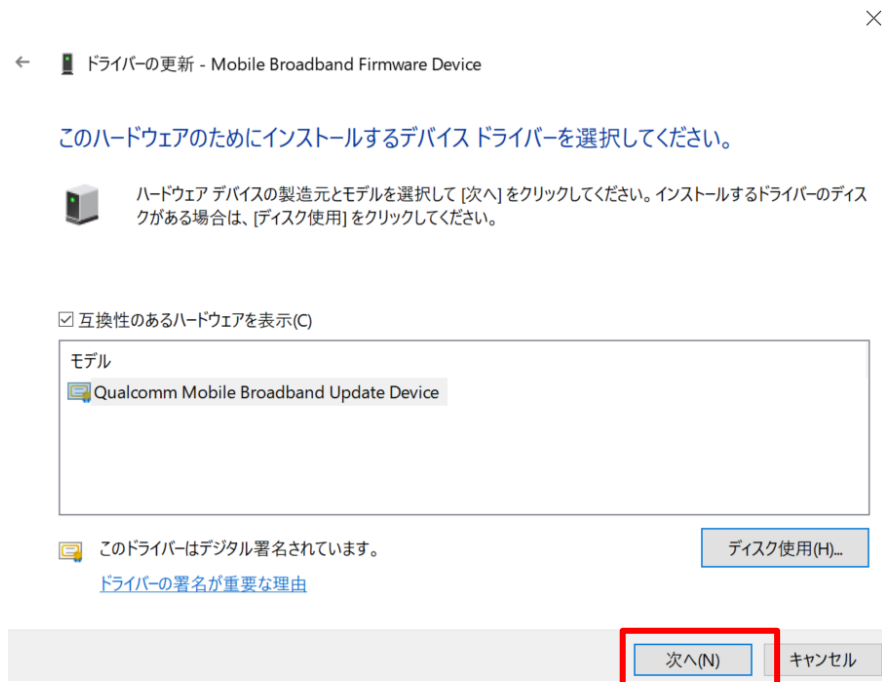 ドライバーの更新 - Mobile Broadband Firmware Device
このハードウェアのためにインストールするデバイス ドライバーを選択してください。
ハードウェア デバイスの製造元とモデルを選択して [次へ] をクリックしてください。インストールするドライバーのディス
クがある場合は、[ディスク使用] をクリックしてください。
互換性のあるハードウェアを表示(C)
モデル
Qualcomm Mobile Broadband Update Device
このドライバーはデジタル署名されています。
ディスク使用(H)...
ドライバーの署名が重要な理由
次へ(N)
キャンセル